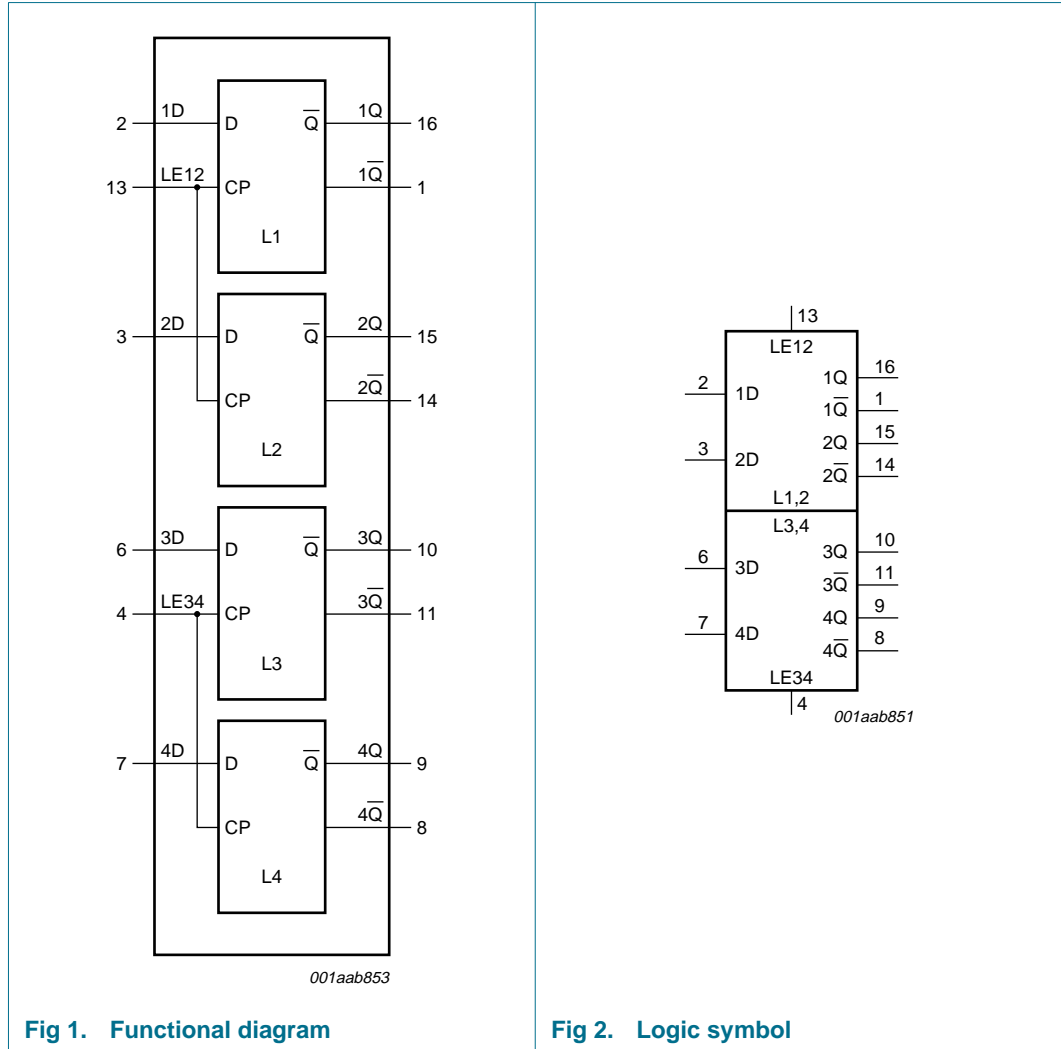 1D
1Q
2
D
Q̅
16
LE12
1Q̅
13
CP
1
L1
2D
2Q
3
D
Q̅
15
2Q̅
CP
14
L2
3D
3Q
6
D
Q̅
10
LE34
3Q̅
4
CP
11
L3
4D
4Q
7
D
Q̅
9
4Q̅
CP
8
L4
001aab853
Fig 1. Functional diagram
13
LE12
2
1D
1Q
16
1Q̅
1
3
2D
2Q
15
2Q̅
14
L1,2
L3,4
6
3D
3Q
10
3Q̅
11
7
4D
4Q
9
4Q̅
8
LE34
4
001aab851
Fig 2. Logic symbol